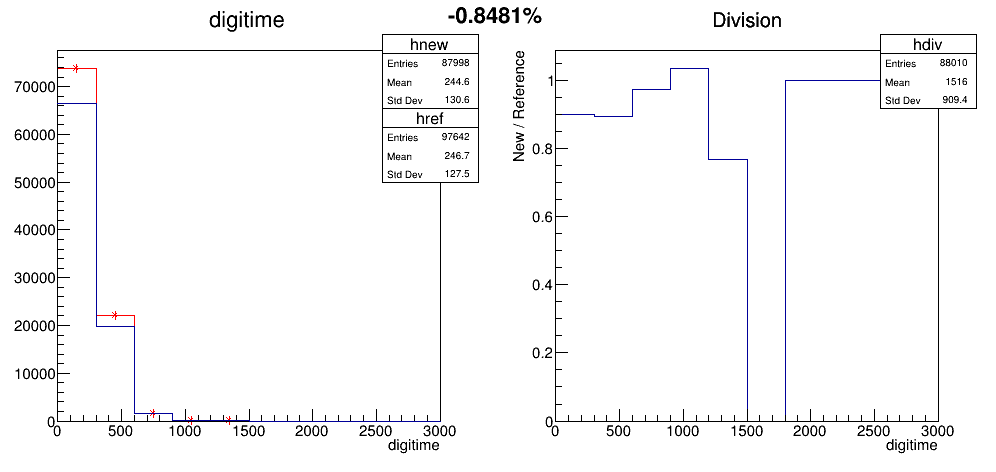 -0.8481%
digitime
hnew
Entries 87998
Mean 244.6
Std Dev 130.6
href
Entries 97642
Mean 246.7
Std Dev 127.5
70000
60000
50000
40000
30000
20000
10000
0
0 500 1000 1500 2000 2500 3000
digitime
Division
hdiv
Entries 88010
Mean 1516
Std Dev 909.4
New / Reference
1
0.8
0.6
0.4
0.2
0
0 500 1000 1500 2000 2500 3000
digitime